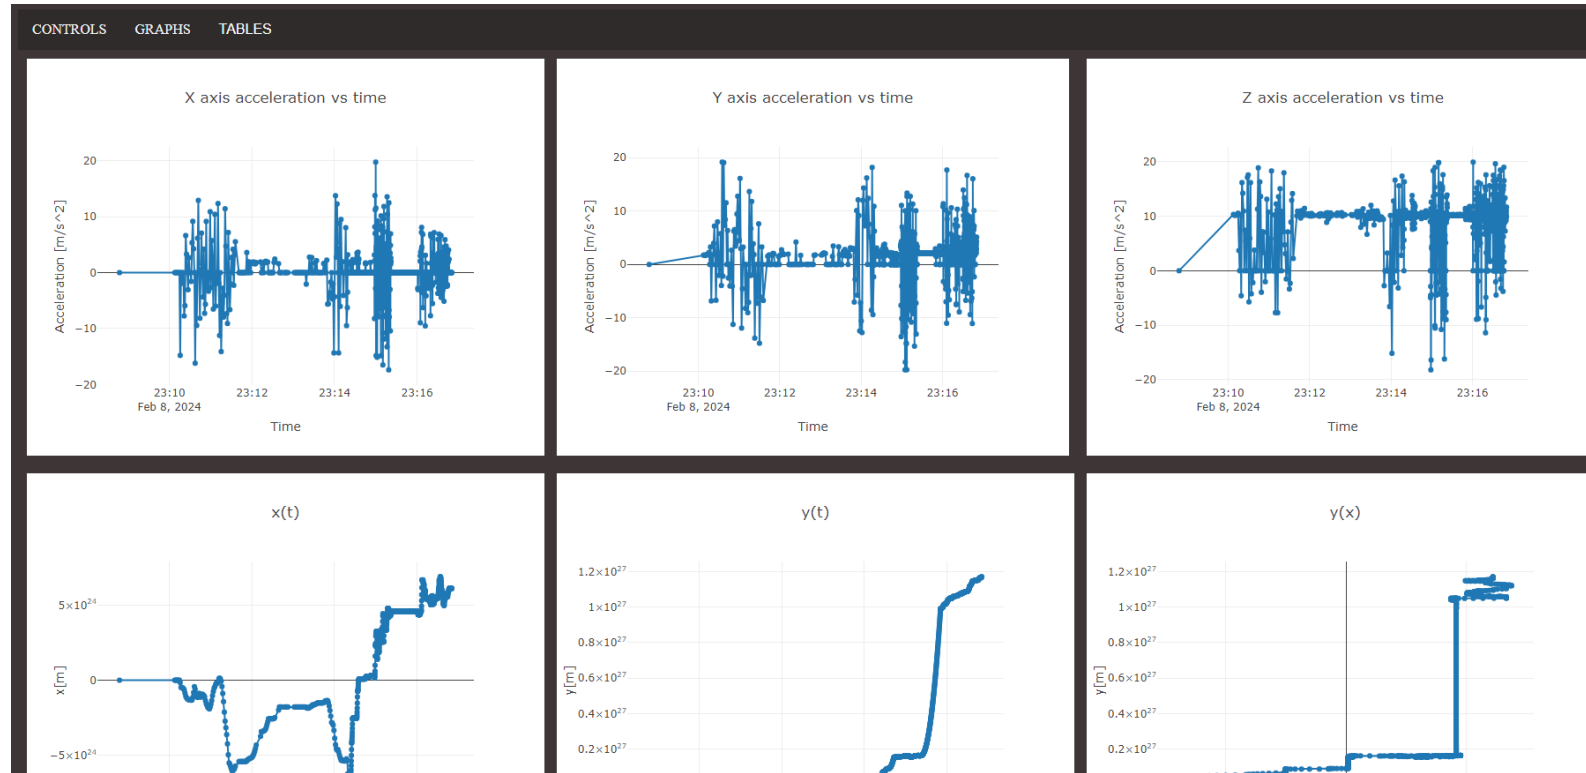 CONTROLS GRAPHS TABLES
X axis acceleration vs time
Acceleration [m/s^2]
20
10
0
−10
−20
23:10 23:12 23:14 23:16
Feb 8, 2024
Time
Y axis acceleration vs time
Acceleration [m/s^2]
20
10
0
−10
−20
23:10 23:12 23:14 23:16
Feb 8, 2024
Time
Z axis acceleration vs time
Acceleration [m/s^2]
20
10
0
−10
−20
23:10 23:12 23:14 23:16
Feb 8, 2024
Time
x(t)
x[m]
5×10²⁴
0
−5×10²⁴
y(t)
y[m]
1.2×10²⁷
1×10²⁷
0.8×10²⁷
0.6×10²⁷
0.4×10²⁷
0.2×10²⁷
y(x)
y[m]
1.2×10²⁷
1×10²⁷
0.8×10²⁷
0.6×10²⁷
0.4×10²⁷
0.2×10²⁷